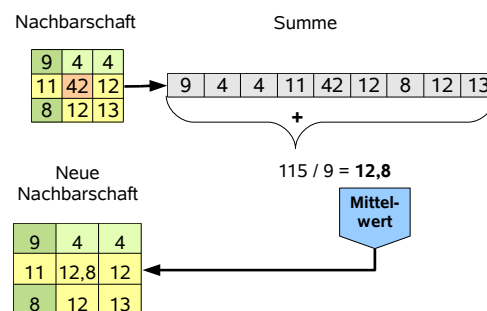 Nachbarschaft
Summe
9 4 4
11 42 12
8 12 13
9 4 4 11 42 12 8 12 13
+
115 / 9 = 12,8
Neue
Nachbarschaft
Mittel-
wert
9 4 4
11 12,8 12
8 12 13